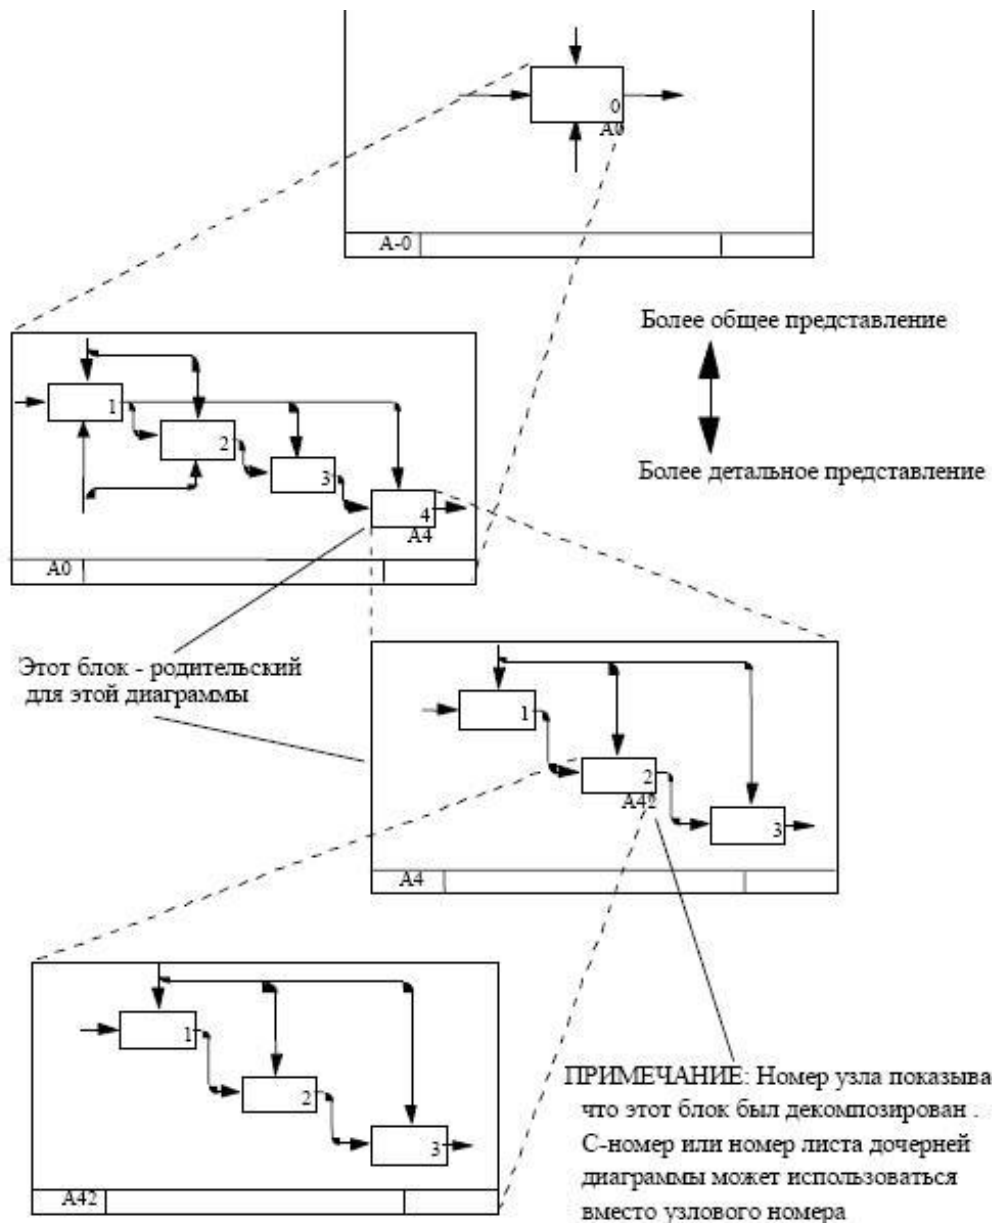 0
A0
A-0
Более общее представление
Более детальное представление
1
2
3
4
A4
A0
Этот блок - родительский
для этой диаграммы
1
2
A42
3
A4
1
2
3
A42
ПРИМЕЧАНИЕ: Номер узла показыва
что этот блок был декомпозирован .
С-номер или номер листа дочерней
диаграммы может использоваться
вместо узлового номера